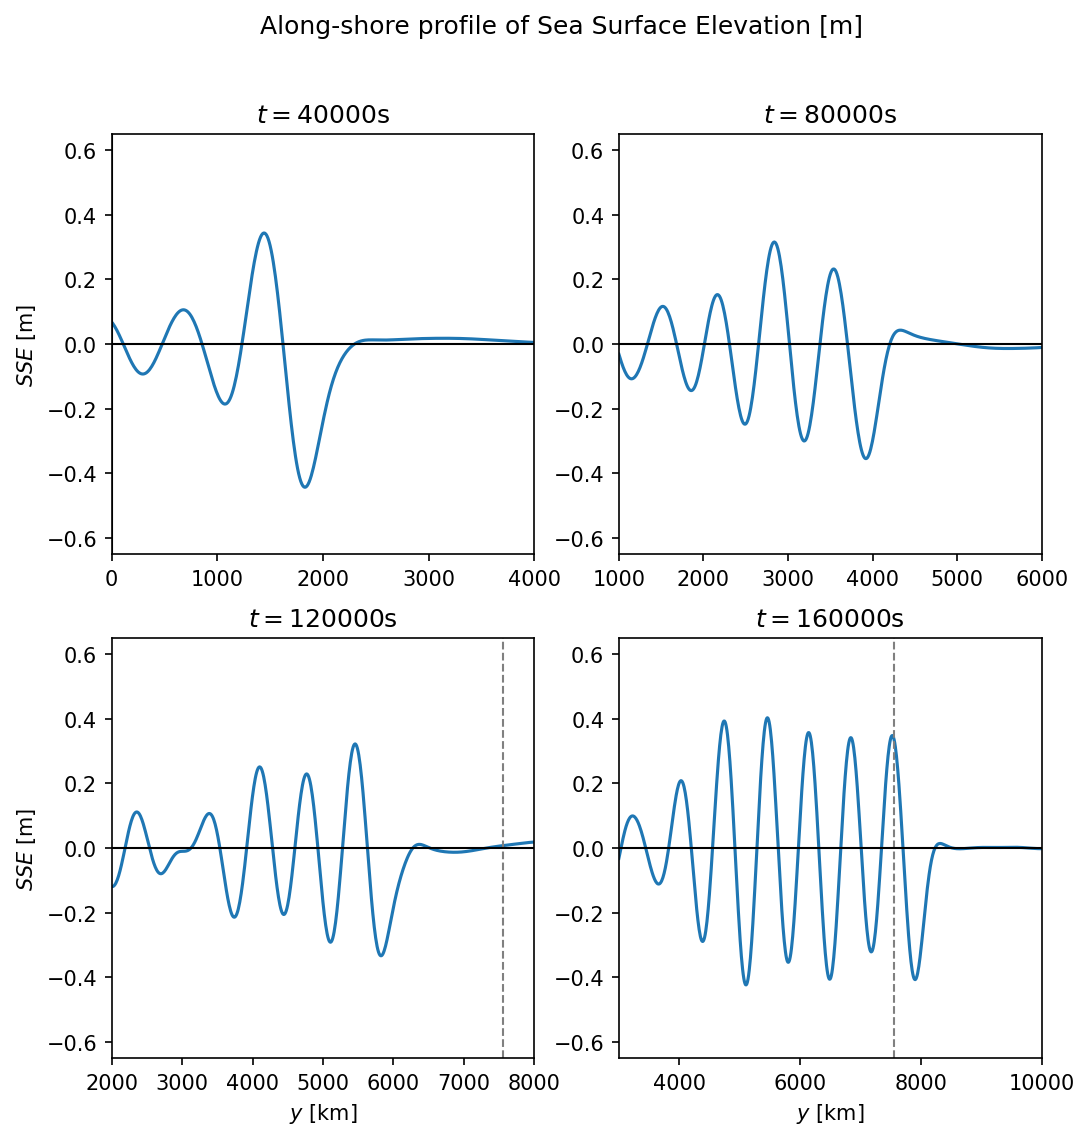 Along-shore profile of Sea Surface Elevation [m]
t = 40000s
t = 80000s
0.6
0.4
0.2
0.0
−0.2
−0.4
−0.6
SSE [m]
0 1000 2000 3000 4000
0.6
0.4
0.2
0.0
−0.2
−0.4
−0.6
1000 2000 3000 4000 5000 6000
t = 120000s
t = 160000s
0.6
0.4
0.2
0.0
−0.2
−0.4
−0.6
SSE [m]
2000 3000 4000 5000 6000 7000 8000
y [km]
0.6
0.4
0.2
0.0
−0.2
−0.4
−0.6
4000 6000 8000 10000
y [km]